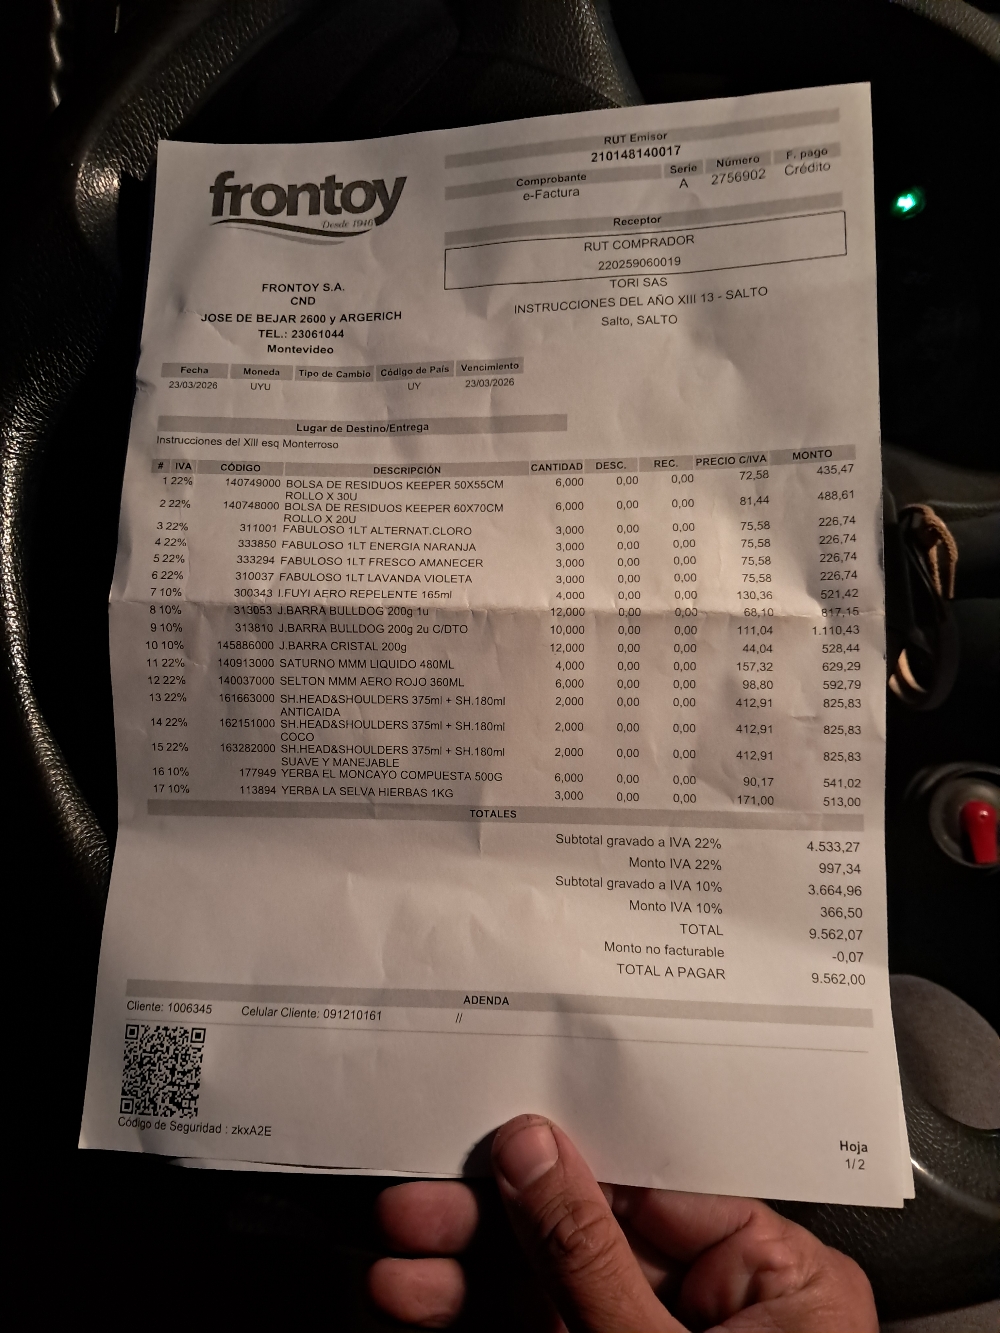 frontoy
Desde 1946
RUT Emisor
210148140017
Comprobante Serie Número F. pago
e-Factura A 2756902 Crédito
Receptor
RUT COMPRADOR
220259060019
TORI SAS
INSTRUCCIONES DEL AÑO XIII 13 - SALTO
Salto, SALTO
FRONTOY S.A.
CND
JOSE DE BEJAR 2600 y ARGERICH
TEL.: 23061044
Montevideo
Fecha Moneda Tipo de Cambio Código de País Vencimiento
23/03/2026 UYU UY 23/03/2026
Lugar de Destino/Entrega
Instrucciones del XIII esq Monterroso
# IVA CÓDIGO DESCRIPCIÓN CANTIDAD DESC. REC. PRECIO C/IVA MONTO
1 22% 140749000 BOLSA DE RESIDUOS KEEPER 50X55CM 6,000 0,00 0,00 72,58 435,47
ROLLO X 30U
2 22% 140748000 BOLSA DE RESIDUOS KEEPER 60X70CM 6,000 0,00 0,00 81,44 488,61
ROLLO X 20U
3 22% 311001 FABULOSO 1LT ALTERNAT.CLORO 3,000 0,00 0,00 75,58 226,74
4 22% 333850 FABULOSO 1LT ENERGIA NARANJA 3,000 0,00 0,00 75,58 226,74
5 22% 333294 FABULOSO 1LT FRESCO AMANECER 3,000 0,00 0,00 75,58 226,74
6 22% 310037 FABULOSO 1LT LAVANDA VIOLETA 3,000 0,00 0,00 75,58 226,74
7 10% 300343 I.FUYI AERO REPELENTE 165ml 4,000 0,00 0,00 130,36 521,42
8 10% 313053 J.BARRA BULLDOG 200g 1u 12,000 0,00 0,00 68,10 817,15
9 10% 313810 J.BARRA BULLDOG 200g 2u C/DTO 10,000 0,00 0,00 111,04 1.110,43
10 10% 145886000 J.BARRA CRISTAL 200g 12,000 0,00 0,00 44,04 528,44
11 22% 140913000 SATURNO MMM LIQUIDO 480ML 4,000 0,00 0,00 157,32 629,29
12 22% 140037000 SELTON MMM AERO ROJO 360ML 6,000 0,00 0,00 98,80 592,79
13 22% 161663000 SH.HEAD&SHOULDERS 375ml + SH.180ml 2,000 0,00 0,00 412,91 825,83
ANTICAIDA
14 22% 162151000 SH.HEAD&SHOULDERS 375ml + SH.180ml 2,000 0,00 0,00 412,91 825,83
COCO
15 22% 163282000 SH.HEAD&SHOULDERS 375ml + SH.180ml 2,000 0,00 0,00 412,91 825,83
SUAVE Y MANEJABLE
16 10% 177949 YERBA EL MONCAYO COMPUESTA 500G 6,000 0,00 0,00 90,17 541,02
17 10% 113894 YERBA LA SELVA HIERBAS 1KG 3,000 0,00 0,00 171,00 513,00
TOTALES
Subtotal gravado a IVA 22% 4.533,27
Monto IVA 22% 997,34
Subtotal gravado a IVA 10% 3.664,96
Monto IVA 10% 366,50
TOTAL 9.562,07
Monto no facturable -0,07
TOTAL A PAGAR 9.562,00
ADENDA
Cliente: 1006345 Celular Cliente: 091210161 //
Código de Seguridad : zkxA2E
Hoja
1/2